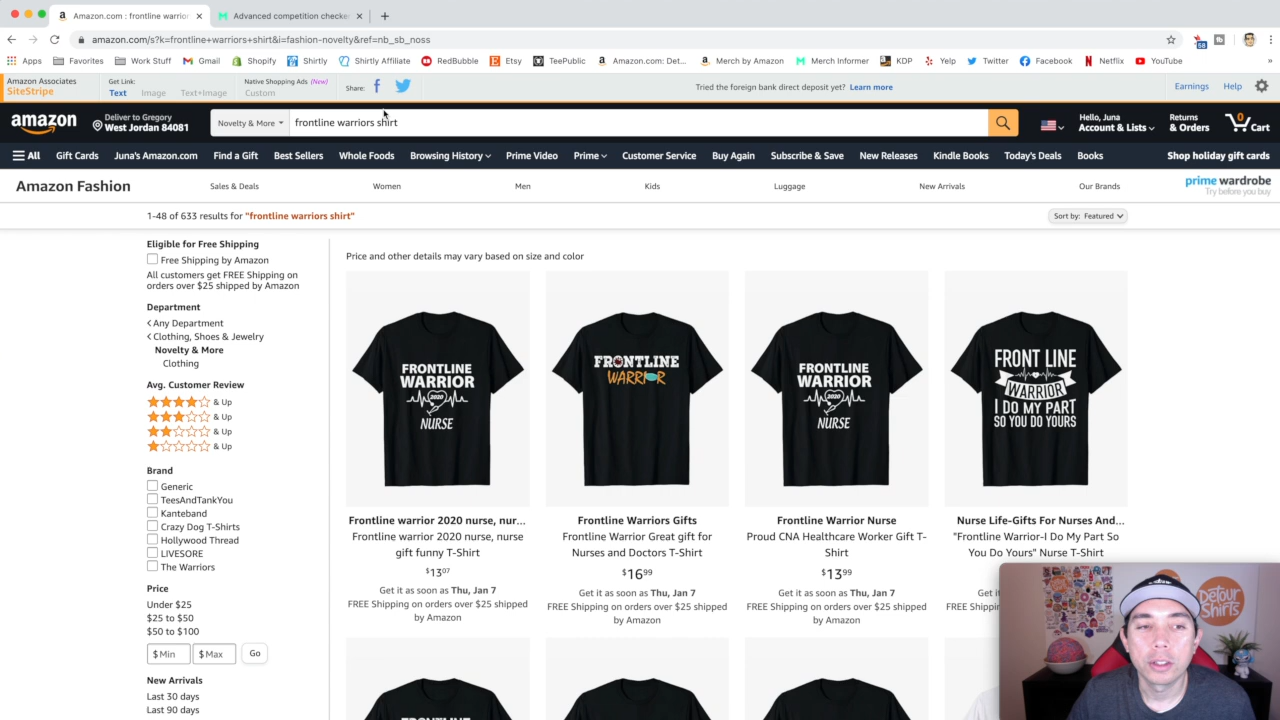 Amazon.com : frontline warrior
Advanced competition checker
amazon.com/s?k=frontline+warriors+shirt&i=fashion-novelty&ref=nb_sb_noss
58
Apps
Favorites
Work Stuff
Gmail
Shopify
Shirtly
Shirtly Affiliate
RedBubble
Etsy
TeePublic
Amazon.com: Det...
Merch by Amazon
Merch Informer
KDP
Yelp
Twitter
Facebook
Netflix
YouTube
»
Amazon Associates
SiteStripe
Get Link:
Text
Image
Text+Image
Native Shopping Ads (New)
Custom
Share:
Tried the foreign bank direct deposit yet? Learn more
Earnings
Help
amazon
Deliver to Gregory
West Jordan 84081
Novelty & More
frontline warriors shirt
Hello, Juna
Account & Lists
Returns
& Orders
0
Cart
All
Gift Cards
Juna's Amazon.com
Find a Gift
Best Sellers
Whole Foods
Browsing History
Prime Video
Prime
Customer Service
Buy Again
Subscribe & Save
New Releases
Kindle Books
Today's Deals
Books
Shop holiday gift cards
Amazon Fashion
Sales & Deals
Women
Men
Kids
Luggage
New Arrivals
Our Brands
prime wardrobe
Try before you buy
1-48 of 633 results for "frontline warriors shirt"
Sort by: Featured
Eligible for Free Shipping
Free Shipping by Amazon
All customers get FREE Shipping on
orders over $25 shipped by Amazon
Department
Any Department
Clothing, Shoes & Jewelry
Novelty & More
Clothing
Avg. Customer Review
& Up
& Up
& Up
& Up
Brand
Generic
TeesAndTankYou
Kanteband
Crazy Dog T-Shirts
Hollywood Thread
LIVESORE
The Warriors
Price
Under $25
$25 to $50
$50 to $100
$ Min
$ Max
Go
New Arrivals
Last 30 days
Last 90 days
Price and other details may vary based on size and color
FRONTLINE
WARRIOR
2020
NURSE
Frontline warrior 2020 nurse, nur...
Frontline warrior 2020 nurse, nurse
gift funny T-Shirt
$1307
Get it as soon as Thu, Jan 7
FREE Shipping on orders over $25 shipped
by Amazon
FRONTLINE
WARRIOR
Frontline Warriors Gifts
Frontline Warrior Great gift for
Nurses and Doctors T-Shirt
$1699
Get it as soon as Thu, Jan 7
FREE Shipping on orders over $25 shipped
by Amazon
FRONTLINE
WARRIOR
2020
NURSE
Frontline Warrior Nurse
Proud CNA Healthcare Worker Gift T-
Shirt
$1399
Get it as soon as Thu, Jan 7
FREE Shipping on orders over $25 shipped
by Amazon
FRONT LINE
WARRIOR
I DO MY PART
SO YOU DO YOURS
Nurse Life-Gifts For Nurses And...
"Frontline Warrior-I Do My Part So
You Do Yours" Nurse T-Shirt
Get i
FREE Shipping
DETOUR
SHIRTS